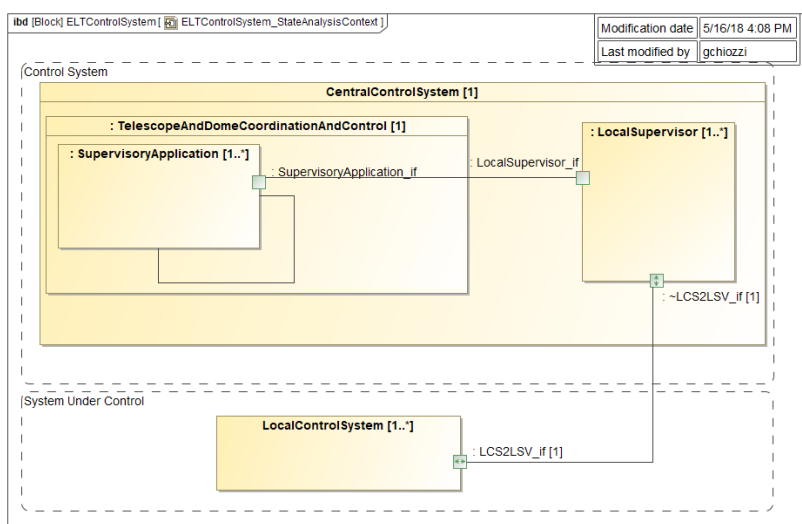 ibd [Block] ELTControlSystem [ ELTControlSystem_StateAnalysisContext ]
Modification date 5/16/18 4:08 PM
Last modified by gchiozzi
Control System
CentralControlSystem [1]
: TelescopeAndDomeCoordinationAndControl [1]
: LocalSupervisor [1..*]
: SupervisoryApplication [1..*]
: SupervisoryApplication_if
: LocalSupervisor_if
: ~LCS2LSV_if [1]
System Under Control
LocalControlSystem [1..*]
: LCS2LSV_if [1]